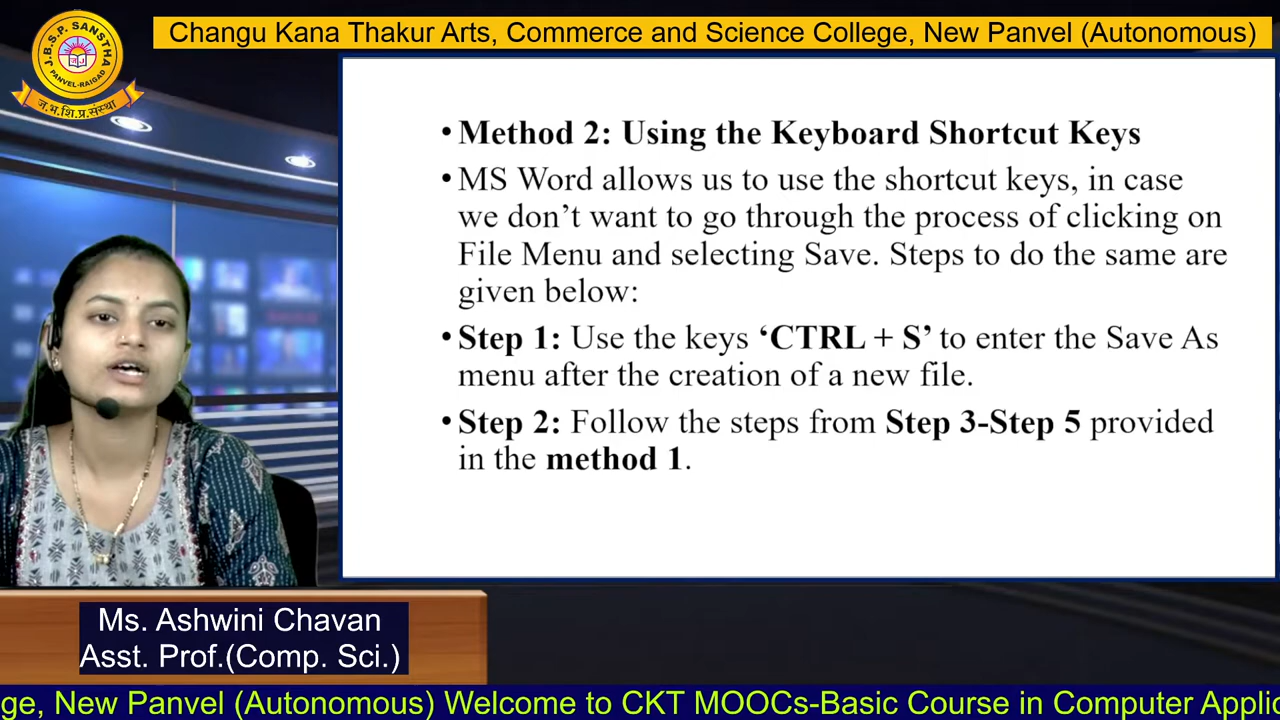 Changu Kana Thakur Arts, Commerce and Science College, New Panvel (Autonomous)
J.B.S.P. SANSTHA
PANVEL-RAIGAD
ज.भ.शि.प्र.संस्था
• Method 2: Using the Keyboard Shortcut Keys
• MS Word allows us to use the shortcut keys, in case
we don’t want to go through the process of clicking on
File Menu and selecting Save. Steps to do the same are
given below:
• Step 1: Use the keys ‘CTRL + S’ to enter the Save As
menu after the creation of a new file.
• Step 2: Follow the steps from Step 3-Step 5 provided
in the method 1.
Ms. Ashwini Chavan
Asst. Prof.(Comp. Sci.)
ge, New Panvel (Autonomous) Welcome to CKT MOOCs-Basic Course in Computer Applic